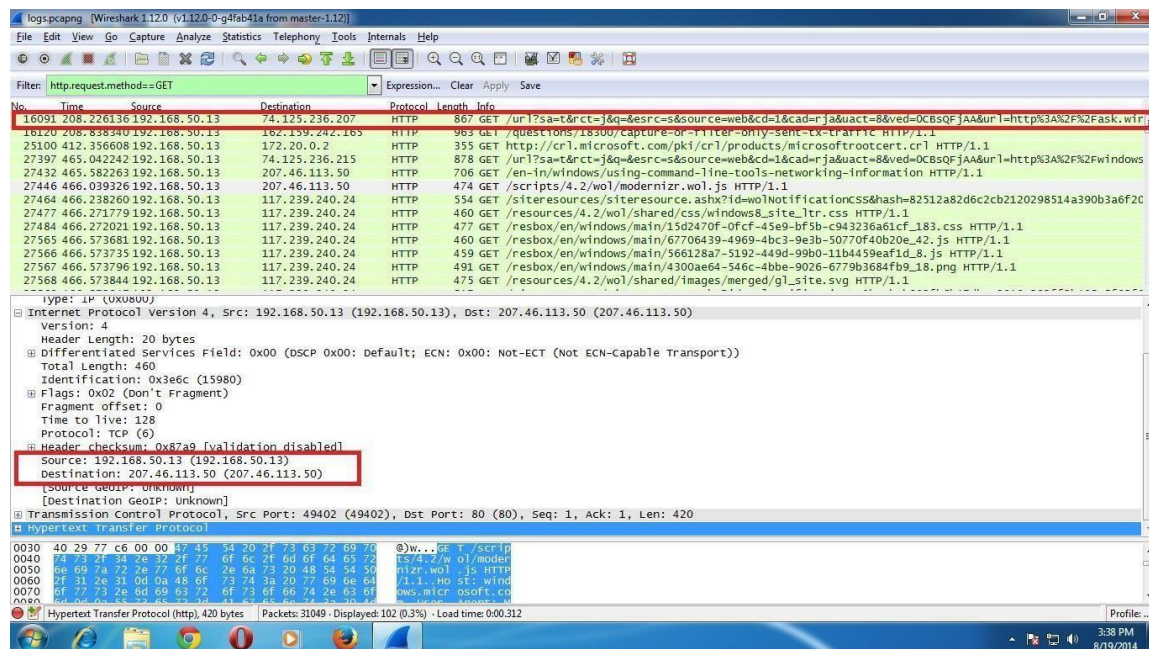 logs.pcapng [Wireshark 1.12.0 (v1.12.0-0-g4fab41a from master-1.12)]
File Edit View Go Capture Analyze Statistics Telephony Tools Internals Help
Filter: http.request.method==GET Expression... Clear Apply Save
No. Time Source Destination Protocol Length Info
16091 208.226136 192.168.50.13 74.125.236.207 HTTP 867 GET /url?sa=t&rct=j&q=&esrc=s&source=web&cd=1&cad=rja&uact=8&ved=0CBsQFjAA&url=http%3A%2F%2Fask.wir
16120 208.838340 192.168.50.13 162.159.242.165 HTTP 963 GET /questions/18300/capture-or-filter-only-sent-tx-traffic HTTP/1.1
25100 412.356608 192.168.50.13 172.20.0.2 HTTP 355 GET http://crl.microsoft.com/pki/crl/products/microsoftrootcert.crl HTTP/1.1
27397 465.042242 192.168.50.13 74.125.236.215 HTTP 878 GET /url?sa=t&rct=j&q=&esrc=s&source=web&cd=1&cad=rja&uact=8&ved=0CBsQFjAA&url=http%3A%2F%2Fwindows
27432 465.582263 192.168.50.13 207.46.113.50 HTTP 706 GET /en-in/windows/using-command-line-tools-networking-information HTTP/1.1
27446 466.039326 192.168.50.13 207.46.113.50 HTTP 474 GET /scripts/4.2/wol/modernizr.wol.js HTTP/1.1
27464 466.238260 192.168.50.13 117.239.240.24 HTTP 554 GET /siteresources/siteresource.ashx?id=wolNotificationCSS&hash=82512a82d6c2cb2120298514a390b3a6f20
27477 466.271779 192.168.50.13 117.239.240.24 HTTP 460 GET /resources/4.2/wol/shared/css/windows8_site_ltr.css HTTP/1.1
27484 466.272021 192.168.50.13 117.239.240.24 HTTP 477 GET /resbox/en/windows/main/15d2470f-0fcf-45e9-bf5b-c943236a61cf_183.css HTTP/1.1
27565 466.573681 192.168.50.13 117.239.240.24 HTTP 460 GET /resbox/en/windows/main/67706439-4969-4bc3-9e3b-50770f40b20e_42.js HTTP/1.1
27566 466.573735 192.168.50.13 117.239.240.24 HTTP 459 GET /resbox/en/windows/main/566128a7-5192-449d-99b0-11b4459eaf1d_8.js HTTP/1.1
27567 466.573796 192.168.50.13 117.239.240.24 HTTP 491 GET /resbox/en/windows/main/4300ae64-546c-4bbe-9026-6779b3684fb9_18.png HTTP/1.1
27568 466.573844 192.168.50.13 117.239.240.24 HTTP 475 GET /resources/4.2/wol/shared/images/merged/gl_site.svg HTTP/1.1
Type: IP (0x0800)
Internet Protocol Version 4, Src: 192.168.50.13 (192.168.50.13), Dst: 207.46.113.50 (207.46.113.50)
Version: 4
Header Length: 20 bytes
Differentiated Services Field: 0x00 (DSCP 0x00: Default; ECN: 0x00: Not-ECT (Not ECN-Capable Transport))
Total Length: 460
Identification: 0x3e6c (15980)
Flags: 0x02 (Don't Fragment)
Fragment offset: 0
Time to live: 128
Protocol: TCP (6)
Header checksum: 0x87a9 [validation disabled]
Source: 192.168.50.13 (192.168.50.13)
Destination: 207.46.113.50 (207.46.113.50)
[Source GeoIP: Unknown]
[Destination GeoIP: Unknown]
Transmission Control Protocol, Src Port: 49402 (49402), Dst Port: 80 (80), Seq: 1, Ack: 1, Len: 420
Hypertext Transfer Protocol
0030 40 29 77 c6 00 00 47 45 54 20 2f 73 63 72 69 70 @)w...GE T /scrip
0040 74 73 2f 34 2e 32 2f 77 6f 6c 2f 6d 6f 64 65 72 ts/4.2/w ol/moder
0050 6e 69 7a 72 2e 77 6f 6c 2e 6a 73 20 48 54 54 50 nizr.wol .js HTTP
0060 2f 31 2e 31 0d 0a 48 6f 73 74 3a 20 77 69 6e 64 /1.1..Ho st: wind
0070 6f 77 73 2e 6d 69 63 72 6f 73 6f 66 74 2e 63 6f ows.micr osoft.co
Hypertext Transfer Protocol (http), 420 bytes Packets: 31049 · Displayed: 102 (0.3%) · Load time: 0:00.312 Profile: ..
3:38 PM
8/19/2014